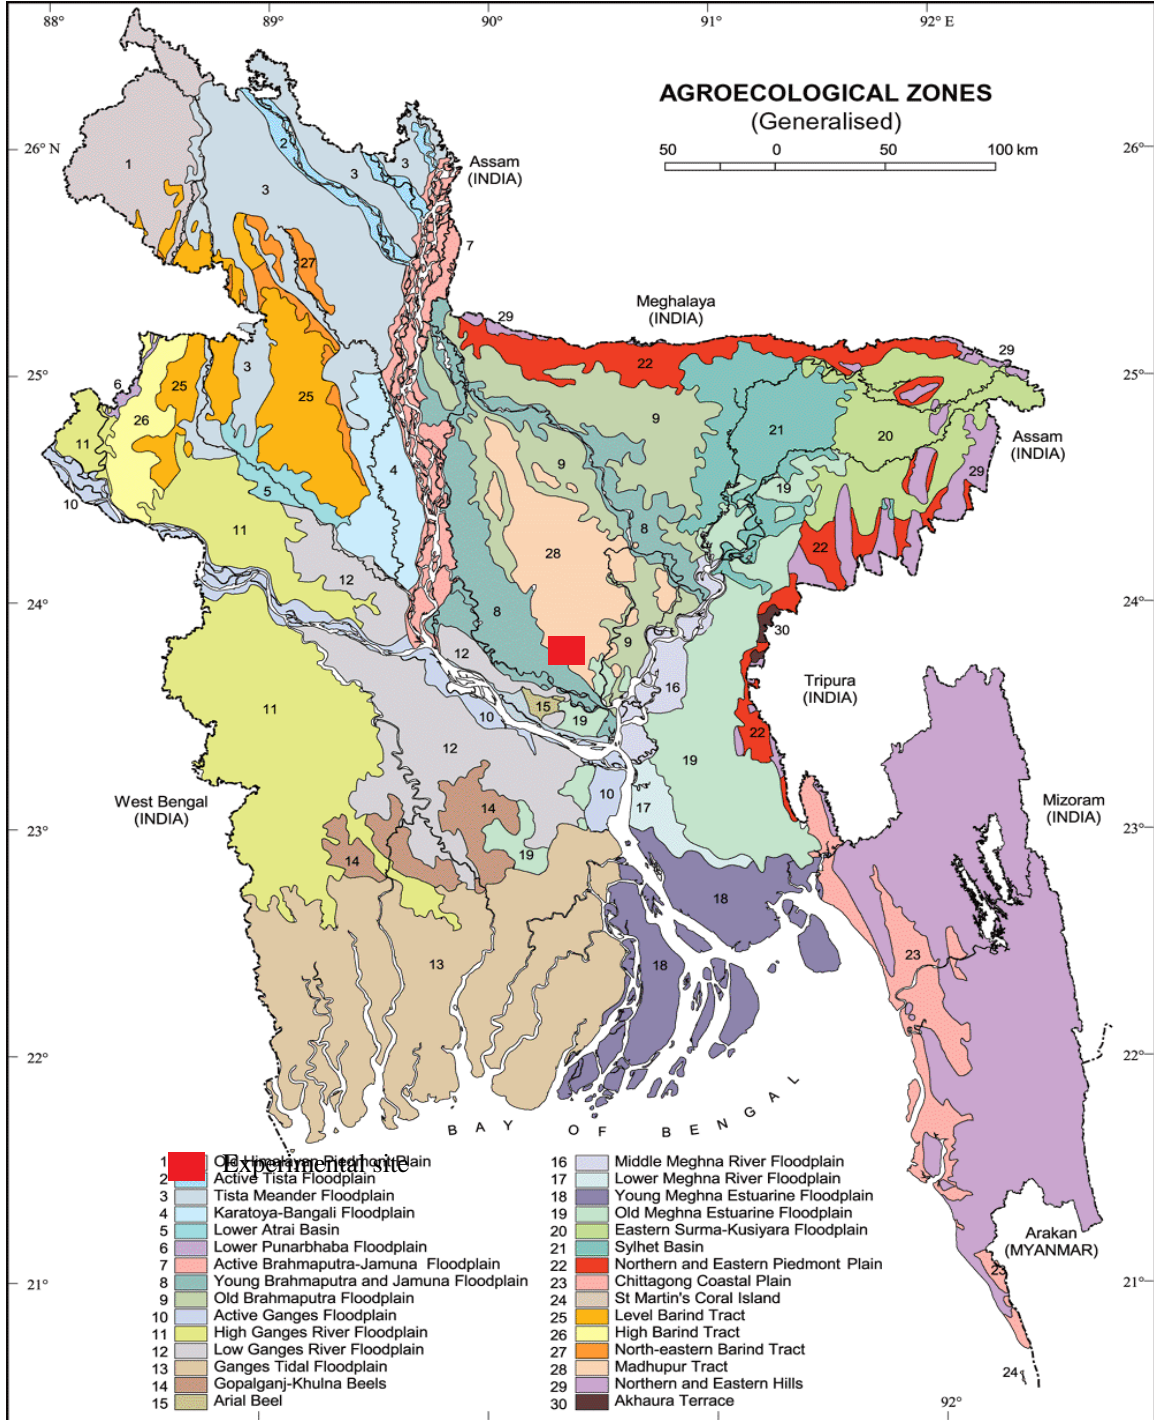 88° 89° 90° 91° 92° E
AGROECOLOGICAL ZONES
(Generalised)
50 0 50 100 km
26° N
26°
Assam
(INDIA)
1
2
3
3
3
7
27
Meghalaya
(INDIA)
29
29
22
25°
25°
6
25
3
25
26
11
10
5
4
11
12
9
9
8
28
21
20
19
29
22
Assam
(INDIA)
24°
24°
8
12
9
16
30
Tripura
(INDIA)
11
15
19
10
12
22
19
10
17
14
14
19
West Bengal
(INDIA)
Mizoram
(INDIA)
23°
23°
18
18
13
23
22°
22°
BAY OF BENGAL
Arakan
(MYANMAR)
23
21°
21°
24
92°
Experimental site
1 Old Himalayan Piedmont Plain
2 Active Tista Floodplain
3 Tista Meander Floodplain
4 Karatoya-Bangali Floodplain
5 Lower Atrai Basin
6 Lower Punarbhaba Floodplain
7 Active Brahmaputra-Jamuna Floodplain
8 Young Brahmaputra and Jamuna Floodplain
9 Old Brahmaputra Floodplain
10 Active Ganges Floodplain
11 High Ganges River Floodplain
12 Low Ganges River Floodplain
13 Ganges Tidal Floodplain
14 Gopalganj-Khulna Beels
15 Arial Beel
16 Middle Meghna River Floodplain
17 Lower Meghna River Floodplain
18 Young Meghna Estuarine Floodplain
19 Old Meghna Estuarine Floodplain
20 Eastern Surma-Kusiyara Floodplain
21 Sylhet Basin
22 Northern and Eastern Piedmont Plain
23 Chittagong Coastal Plain
24 St Martin's Coral Island
25 Level Barind Tract
26 High Barind Tract
27 North-eastern Barind Tract
28 Madhupur Tract
29 Northern and Eastern Hills
30 Akhaura Terrace